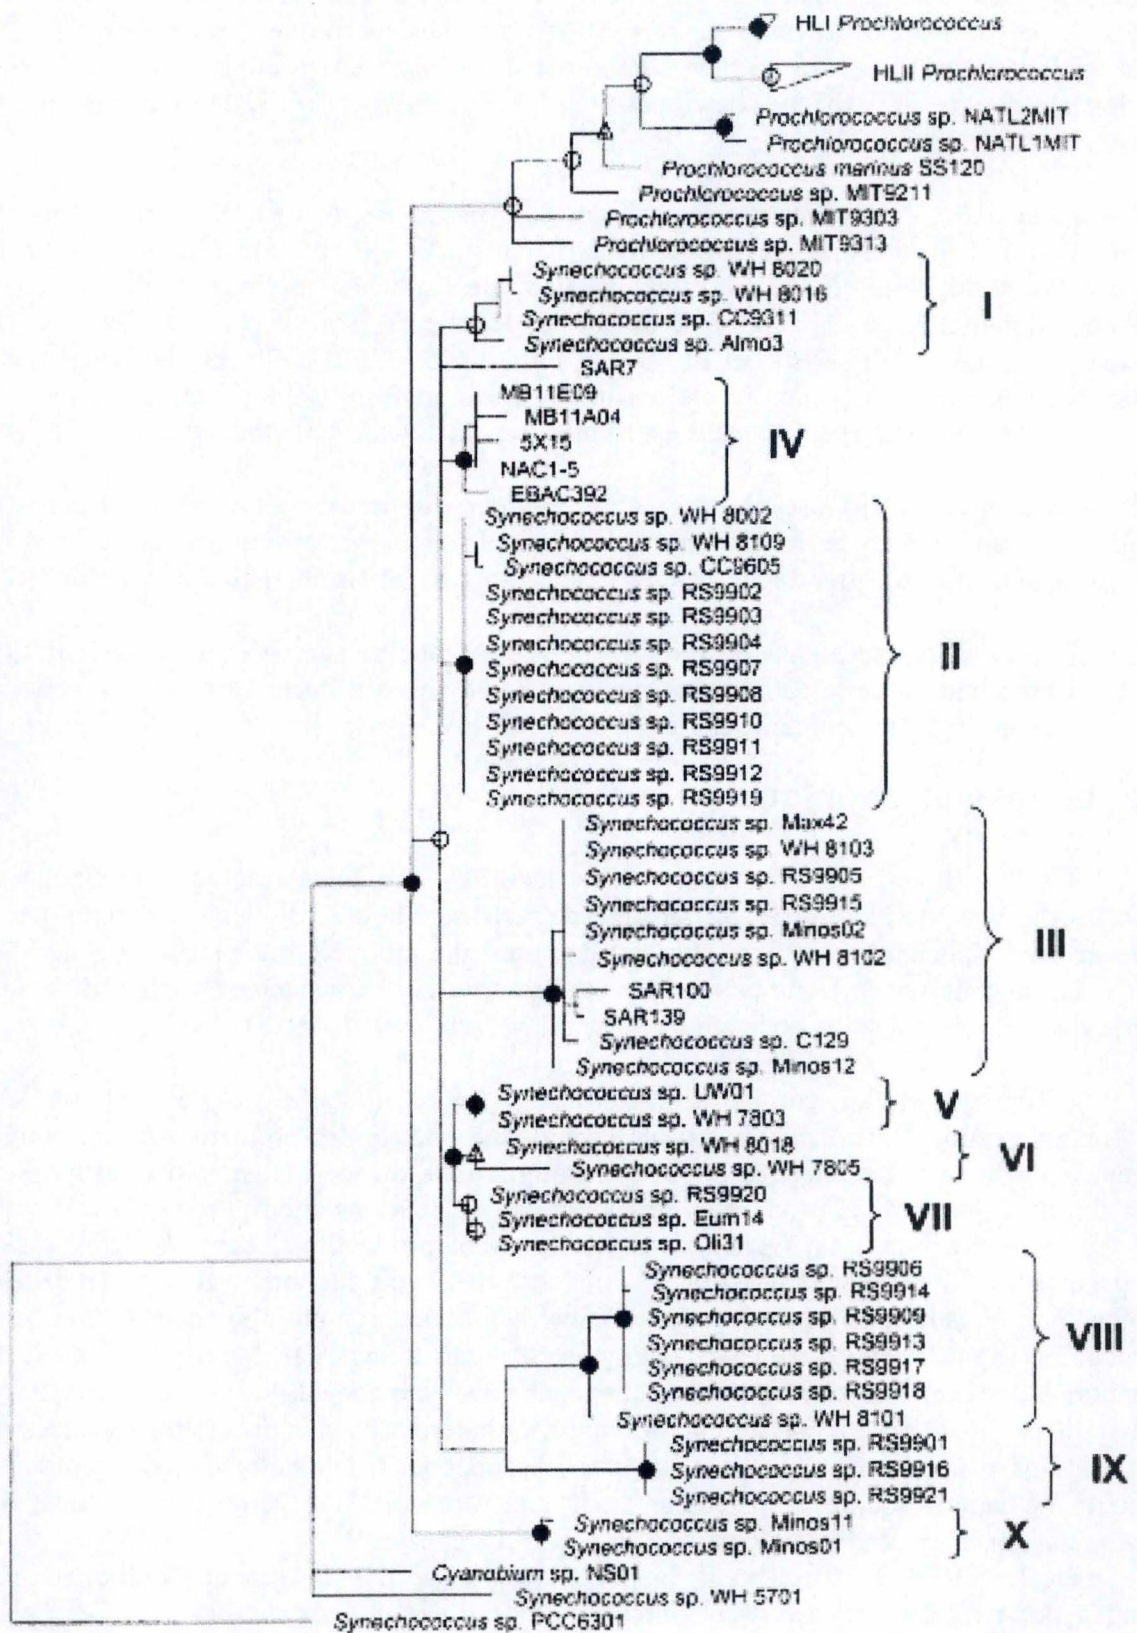 HLI Prochlorococcus
HLII Prochlorococcus
Prochlorococcus sp. NATL2MIT
Prochlorococcus sp. NATL1MIT
Prochlorococcus marinus SS120
Prochlorococcus sp. MIT9211
Prochlorococcus sp. MIT9303
Prochlorococcus sp. MIT9313
Synechococcus sp. WH 8020
Synechococcus sp. WH 8016
I
Synechococcus sp. CC9311
Synechococcus sp. Almo3
SAR7
MB11E09
MB11A04
5X15
IV
NAC1-5
EBAC392
Synechococcus sp. WH 8002
Synechococcus sp. WH 8109
Synechococcus sp. CC9605
Synechococcus sp. RS9902
Synechococcus sp. RS9903
Synechococcus sp. RS9904
II
Synechococcus sp. RS9907
Synechococcus sp. RS9908
Synechococcus sp. RS9910
Synechococcus sp. RS9911
Synechococcus sp. RS9912
Synechococcus sp. RS9919
Synechococcus sp. Max42
Synechococcus sp. WH 8103
Synechococcus sp. RS9905
Synechococcus sp. RS9915
Synechococcus sp. Minos02
III
Synechococcus sp. WH 8102
SAR100
SAR139
Synechococcus sp. C129
Synechococcus sp. Minos12
Synechococcus sp. UW01
V
Synechococcus sp. WH 7803
Synechococcus sp. WH 8018
VI
Synechococcus sp. WH 7805
Synechococcus sp. RS9920
Synechococcus sp. Eum14
VII
Synechococcus sp. Oli31
Synechococcus sp. RS9906
Synechococcus sp. RS9914
Synechococcus sp. RS9909
Synechococcus sp. RS9913
VIII
Synechococcus sp. RS9917
Synechococcus sp. RS9918
Synechococcus sp. WH 8101
Synechococcus sp. RS9901
Synechococcus sp. RS9916
IX
Synechococcus sp. RS9921
Synechococcus sp. Minos11
X
Synechococcus sp. Minos01
Cyanobium sp. NS01
Synechococcus sp. WH 5701
Synechococcus sp. PCC6301